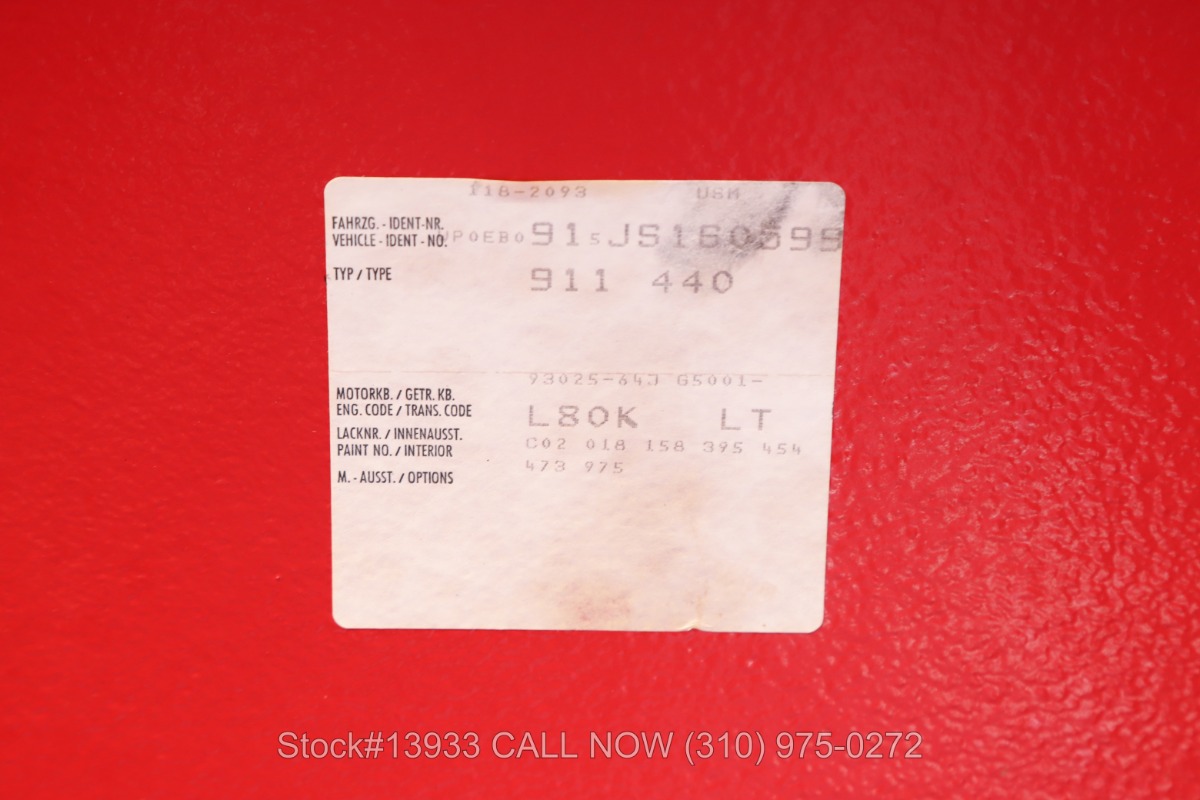 118-2093 USM
FAHRZG. - IDENT-NR.
VEHICLE - IDENT - NO. WP0EB0915JS160699
TYP / TYPE 911 440
93025-64J G5001-
MOTORKB. / GETR. KB.
ENG. CODE / TRANS. CODE L80K LT
LACKNR. / INNENAUSST.
PAINT NO. / INTERIOR C02 018 158 395 454
473 975
M. - AUSST. / OPTIONS
Stock#13933 CALL NOW (310) 975-0272